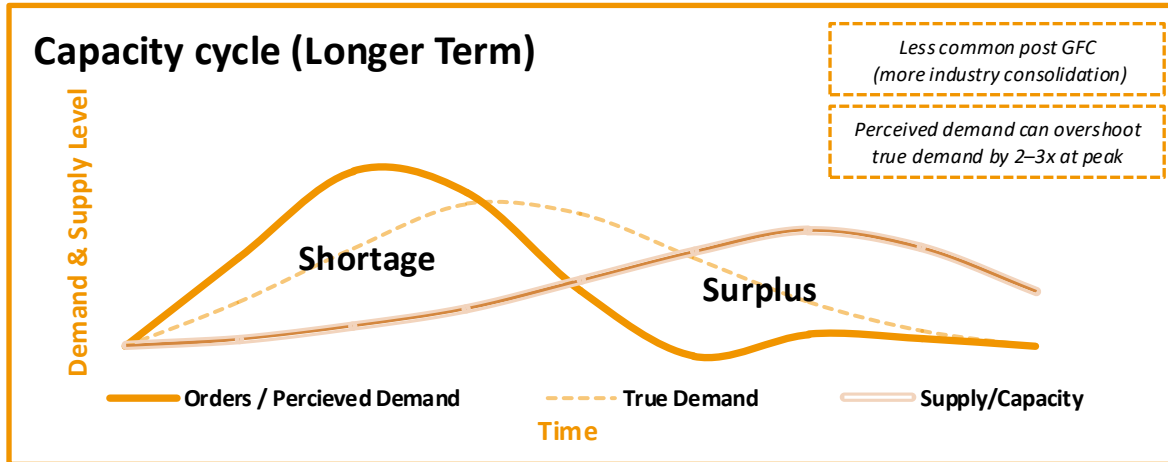 Capacity cycle (Longer Term)
Less common post GFC
(more industry consolidation)
Perceived demand can overshoot
true demand by 2–3x at peak
Demand & Supply Level
Shortage
Surplus
Orders / Percieved Demand
True Demand
Supply/Capacity
Time